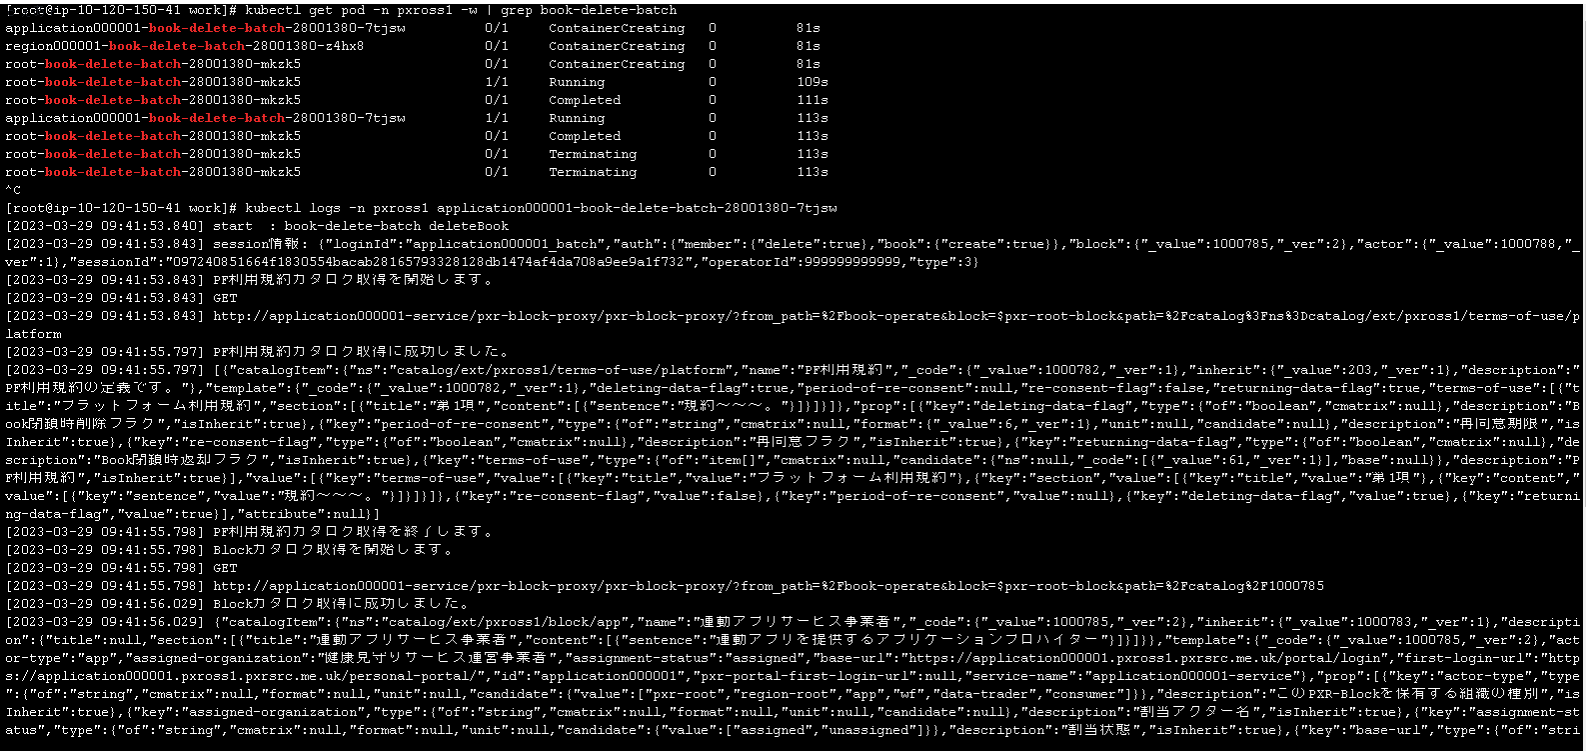 [root@ip-10-120-150-41 work]# kubectl get pod -n pxross1 -w | grep book-delete-batch
application000001-book-delete-batch-28001380-7tjsw 0/1 ContainerCreating 0 81s
region000001-book-delete-batch-28001380-z4hx8 0/1 ContainerCreating 0 81s
root-book-delete-batch-28001380-mkzk5 0/1 ContainerCreating 0 81s
root-book-delete-batch-28001380-mkzk5 1/1 Running 0 109s
root-book-delete-batch-28001380-mkzk5 0/1 Completed 0 111s
application000001-book-delete-batch-28001380-7tjsw 1/1 Running 0 113s
root-book-delete-batch-28001380-mkzk5 0/1 Completed 0 113s
root-book-delete-batch-28001380-mkzk5 0/1 Terminating 0 113s
root-book-delete-batch-28001380-mkzk5 0/1 Terminating 0 113s
^C
[root@ip-10-120-150-41 work]# kubectl logs -n pxross1 application000001-book-delete-batch-28001380-7tjsw
[2023-03-29 09:41:53.840] start  : book-delete-batch deleteBook
[2023-03-29 09:41:53.843] session情報: {"loginId":"application000001_batch","auth":{"member":{"delete":true},"book":{"create":true}},"block":{"_value":1000785,"_ver":2},"actor":{"_value":1000788,"_
ver":1},"sessionId":"097240851664f1830554bacab28165793328128db1474af4da708a9ee9a1f732","operatorId":999999999999,"type":3}
[2023-03-29 09:41:53.843] PF利用規約カタログ取得を開始します。
[2023-03-29 09:41:53.843] GET
[2023-03-29 09:41:53.843] http://application000001-service/pxr-block-proxy/pxr-block-proxy/?from_path=%2Fbook-operate&block=$pxr-root-block&path=%2Fcatalog%3Fns%3Dcatalog/ext/pxross1/terms-of-use/p
latform
[2023-03-29 09:41:55.797] PF利用規約カタログ取得に成功しました。
[2023-03-29 09:41:55.797] [{"catalogItem":{"ns":"catalog/ext/pxross1/terms-of-use/platform","name":"PF利用規約","_code":{"_value":1000782,"_ver":1},"inherit":{"_value":203,"_ver":1},"description":"
PF利用規約の定義です。"},"template":{"_code":{"_value":1000782,"_ver":1},"deleting-data-flag":true,"period-of-re-consent":null,"re-consent-flag":false,"returning-data-flag":true,"terms-of-use":[{"t
itle":"プラットフォーム利用規約","section":[{"title":"第1項","content":[{"sentence":"規約～～～。"}]}]}]},"prop":[{"key":"deleting-data-flag","type":{"of":"boolean","cmatrix":null},"description":"B
ook閉鎖時削除フラグ","isInherit":true},{"key":"period-of-re-consent","type":{"of":"string","cmatrix":null,"format":{"_value":6,"_ver":1},"unit":null,"candidate":null},"description":"再同意期限","is
Inherit":true},{"key":"re-consent-flag","type":{"of":"boolean","cmatrix":null},"description":"再同意フラグ","isInherit":true},{"key":"returning-data-flag","type":{"of":"boolean","cmatrix":null},"de
scription":"Book閉鎖時返却フラグ","isInherit":true},{"key":"terms-of-use","type":{"of":"item[]","cmatrix":null,"candidate":{"ns":null,"_code":[{"_value":61,"_ver":1}],"base":null}},"description":"P
F利用規約","isInherit":true}],"value":[{"key":"terms-of-use","value":[{"key":"title","value":"プラットフォーム利用規約"},{"key":"section","value":[{"key":"title","value":"第1項"},{"key":"content","
value":[{"key":"sentence","value":"規約～～～。"}]}]}]},{"key":"re-consent-flag","value":false},{"key":"period-of-re-consent","value":null},{"key":"deleting-data-flag","value":true},{"key":"returni
ng-data-flag","value":true}],"attribute":null}]
[2023-03-29 09:41:55.798] PF利用規約カタログ取得を終了します。
[2023-03-29 09:41:55.798] Blockカタログ取得を開始します。
[2023-03-29 09:41:55.798] GET
[2023-03-29 09:41:55.798] http://application000001-service/pxr-block-proxy/pxr-block-proxy/?from_path=%2Fbook-operate&block=$pxr-root-block&path=%2Fcatalog%2F1000785
[2023-03-29 09:41:56.029] Blockカタログ取得に成功しました。
[2023-03-29 09:41:56.029] {"catalogItem":{"ns":"catalog/ext/pxross1/block/app","name":"運動アプリサービス事業者","_code":{"_value":1000785,"_ver":2},"inherit":{"_value":1000783,"_ver":1},"descripti
on":{"title":null,"section":[{"title":"運動アプリサービス事業者","content":[{"sentence":"運動アプリを提供するアプリケーションプロバイダー"}]}]}},"template":{"_code":{"_value":1000785,"_ver":2},"ac
tor-type":"app","assigned-organization":"健康見守りサービス運営事業者","assignment-status":"assigned","base-url":"https://application000001.pxross1.pxrsrc.me.uk/portal/login","first-login-url":"http
s://application000001.pxross1.pxrsrc.me.uk/personal-portal/","id":"application000001","pxr-portal-first-login-url":null,"service-name":"application000001-service"},"prop":[{"key":"actor-type","type
":{"of":"string","cmatrix":null,"format":null,"unit":null,"candidate":{"value":["pxr-root","region-root","app","wf","data-trader","consumer"]}},"description":"このPXR-Blockを保有する組織の種別","is
Inherit":true},{"key":"assigned-organization","type":{"of":"string","cmatrix":null,"format":null,"unit":null,"candidate":null},"description":"割当アクター名","isInherit":true},{"key":"assignment-st
atus","type":{"of":"string","cmatrix":null,"format":null,"unit":null,"candidate":{"value":["assigned","unassigned"]}},"description":"割当状態","isInherit":true},{"key":"base-url","type":{"of":"stri